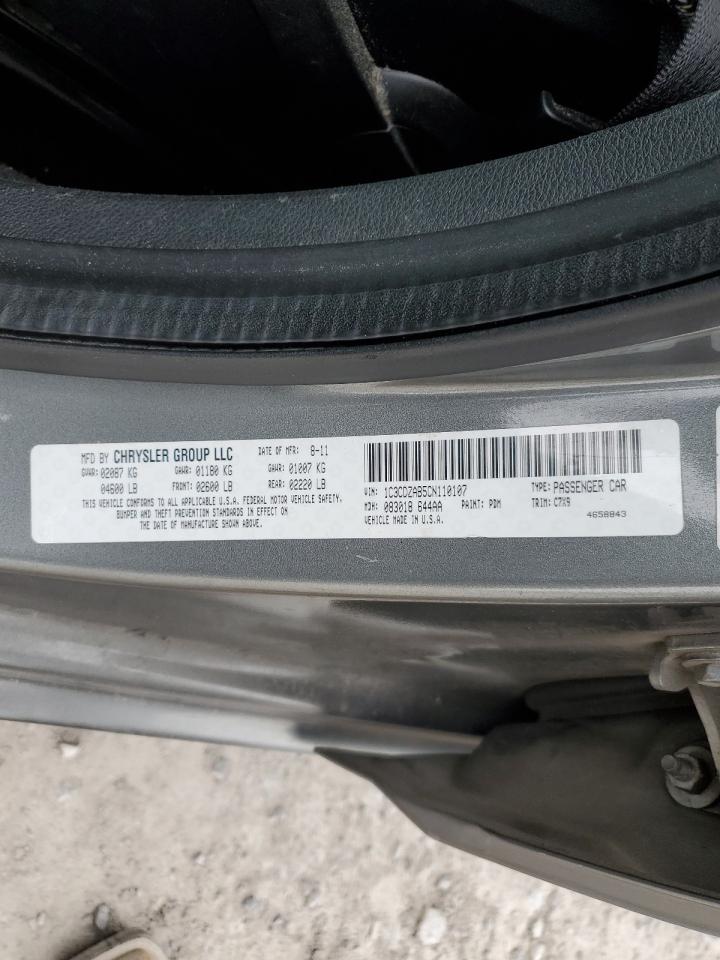 MFD BY CHRYSLER GROUP LLC DATE OF MFR: 8-11
GVWR: 02087 KG GAWR: 01180 KG GAWR: 01007 KG
04600 LB FRONT: 02600 LB REAR: 02220 LB
THIS VEHICLE CONFORMS TO ALL APPLICABLE U.S.A. FEDERAL MOTOR VEHICLE SAFETY,
BUMPER AND THEFT PREVENTION STANDARDS IN EFFECT ON
THE DATE OF MANUFACTURE SHOWN ABOVE.
VIN: 1C3CDZAB5CN110107 TYPE: PASSENGER CAR
MDH: 083018 644AA PAINT: PDM TRIM: C7X9
MADE IN U.S.A. 4658843